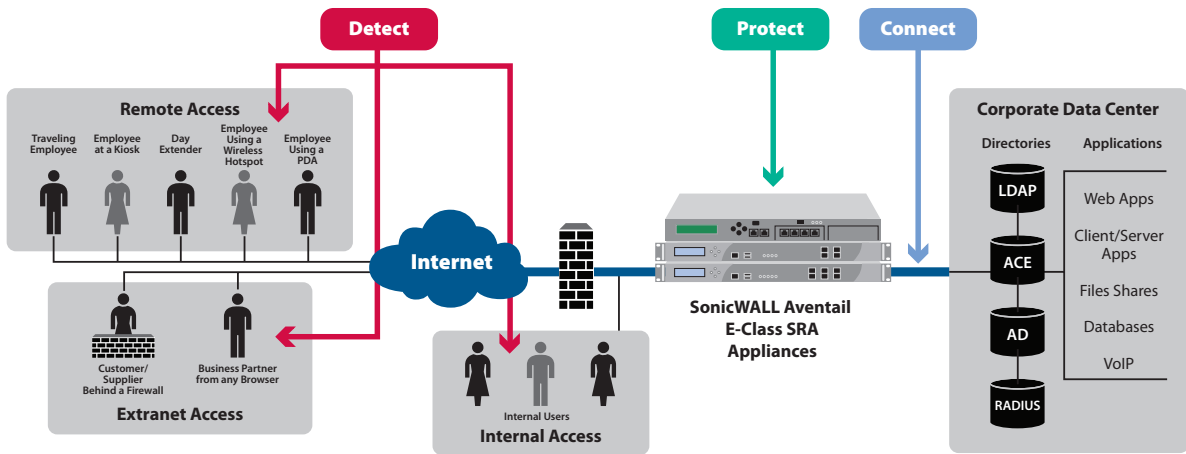 Detect
Protect
Connect
Remote Access
Traveling
Employee
Employee
at a Kiosk
Day
Extender
Employee
Using a
Wireless
Hotspot
Employee
Using a
PDA
Internet
Customer/
Supplier
Behind a Firewall
Business Partner
from any Browser
Extranet Access
Internal Users
Internal Access
SonicWALL Aventail
E-Class SRA
Appliances
Corporate Data Center
Directories
Applications
LDAP
ACE
AD
RADIUS
Web Apps
Client/Server
Apps
Files Shares
Databases
VoIP